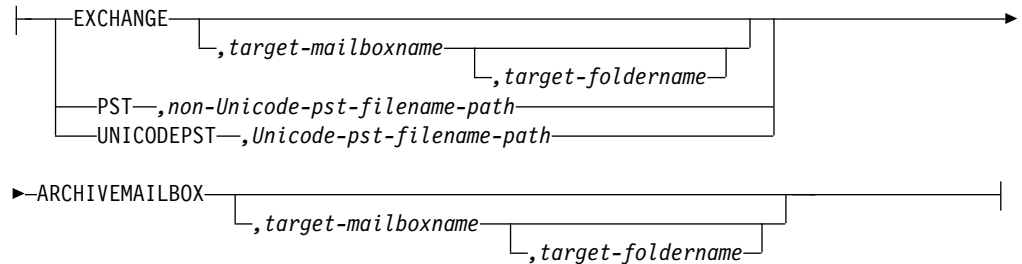 EXCHANGE
,target-mailboxname
,target-foldername
PST ,non-Unicode-pst-filename-path
UNICODEPST ,Unicode-pst-filename-path
ARCHIVEMAILBOX
,target-mailboxname
,target-foldername